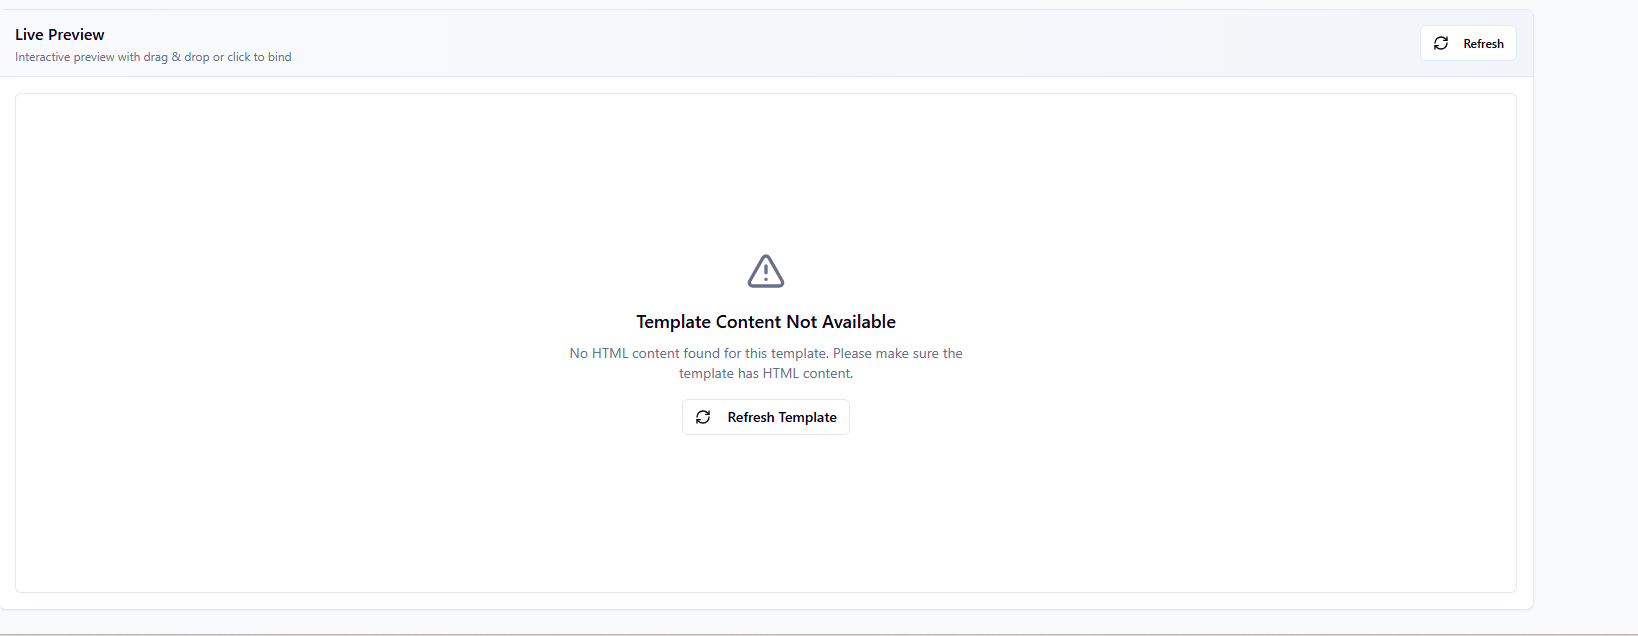 Live Preview
Interactive preview with drag & drop or click to bind
Refresh
Template Content Not Available
No HTML content found for this template. Please make sure the
template has HTML content.
Refresh Template